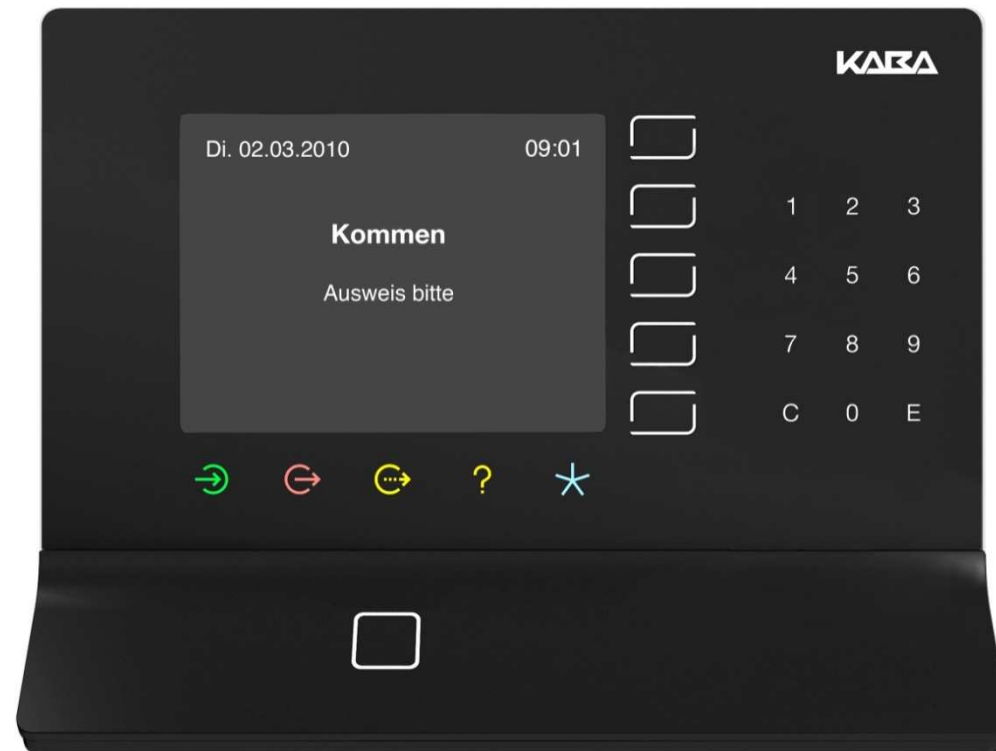 KABA
Di. 02.03.2010 09:01
Kommen
Ausweis bitte
1 2 3
4 5 6
7 8 9
C 0 E
?